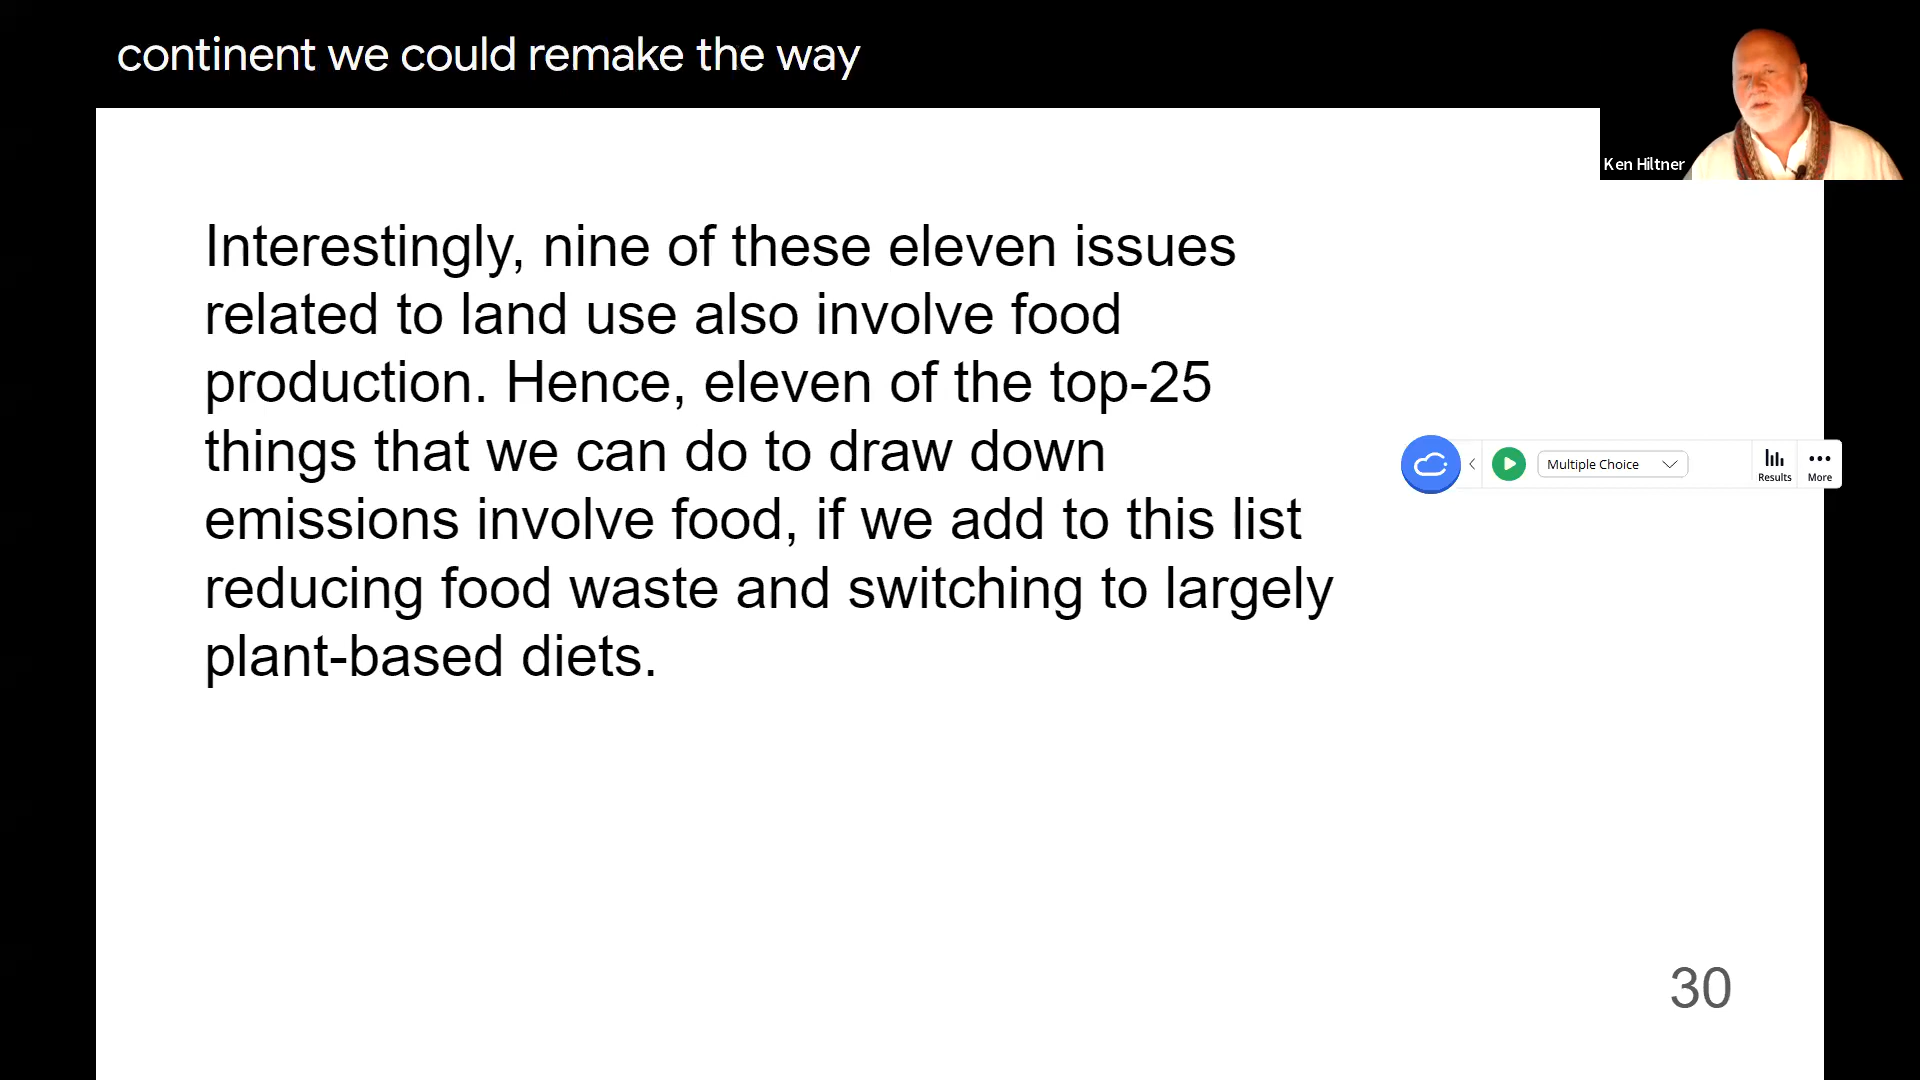 continent we could remake the way
Ken Hiltner
Interestingly, nine of these eleven issues
related to land use also involve food
production. Hence, eleven of the top-25
things that we can do to draw down
emissions involve food, if we add to this list
reducing food waste and switching to largely
plant-based diets.
Multiple Choice
Results
More
30